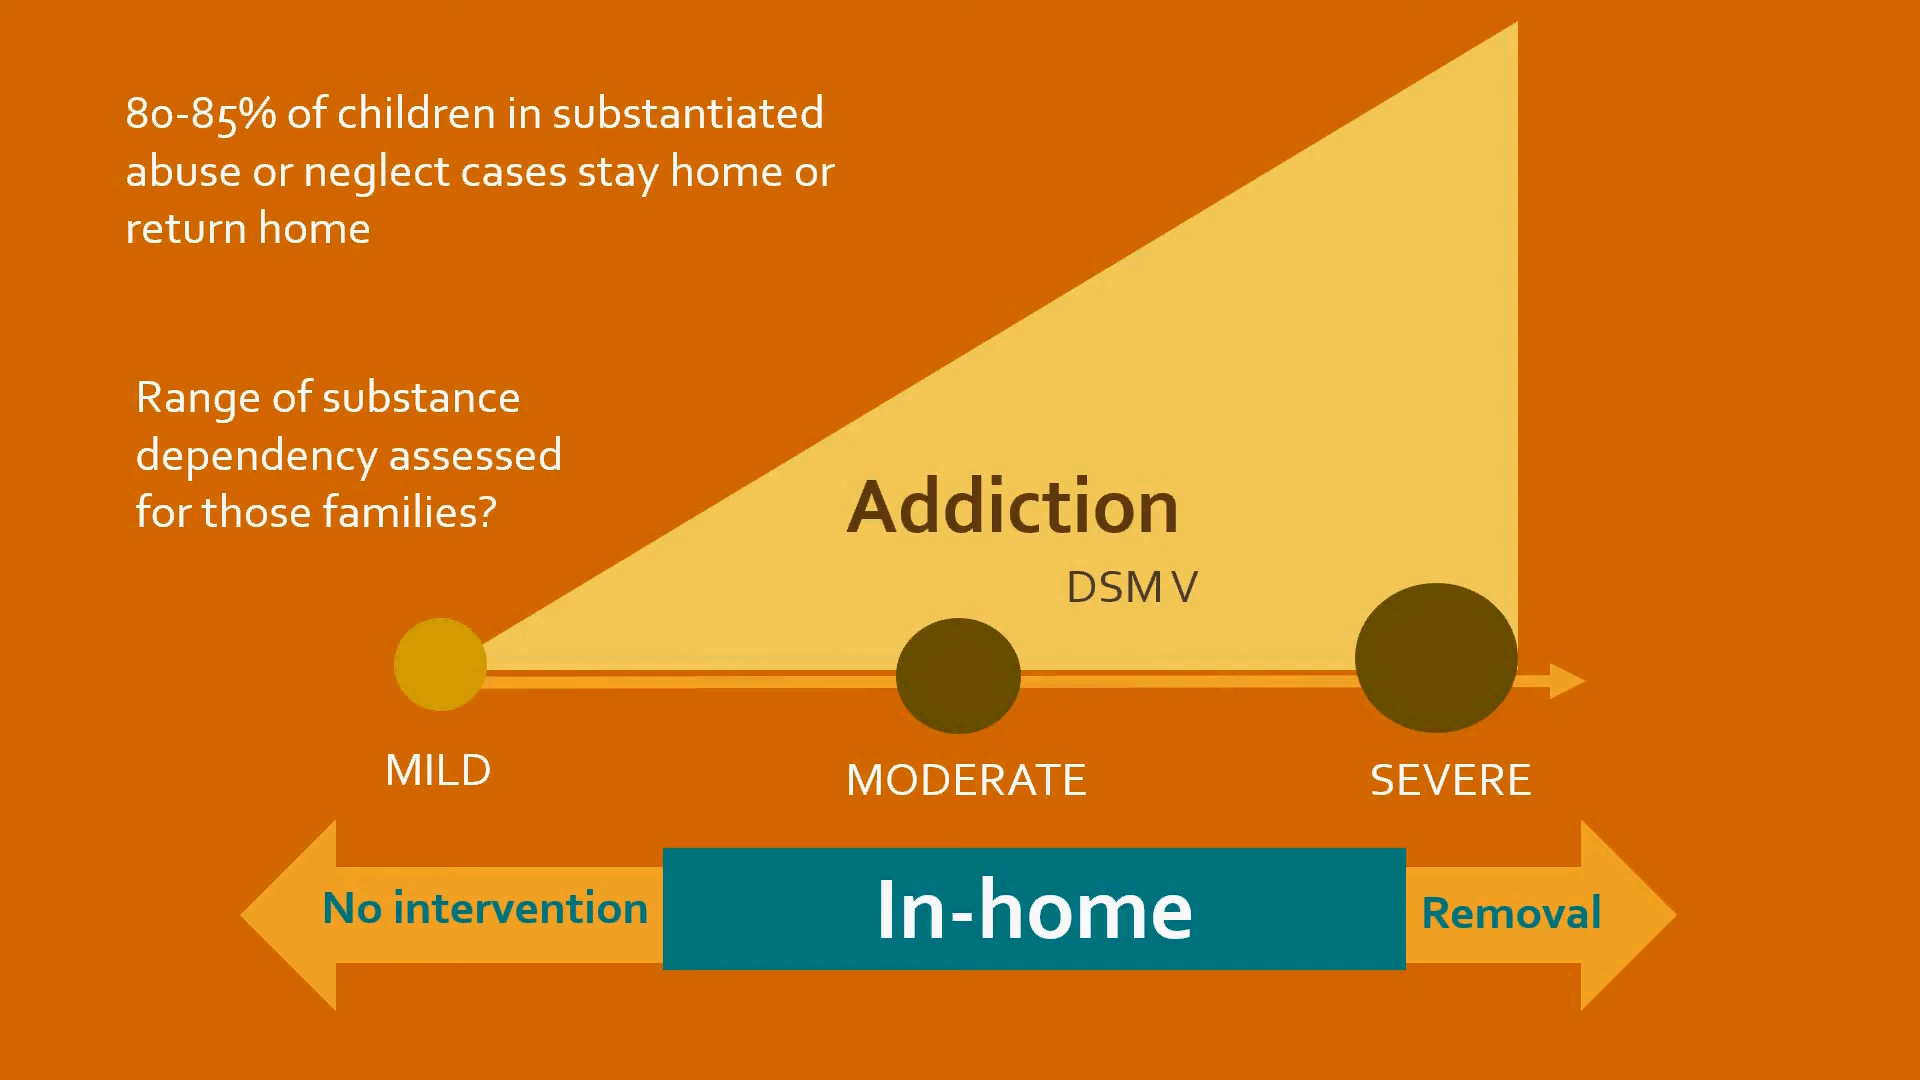 80-85% of children in substantiated
abuse or neglect cases stay home or
return home
Range of substance
dependency assessed
for those families?
Addiction
DSM V
MILD
MODERATE
SEVERE
No intervention
In-home
Removal